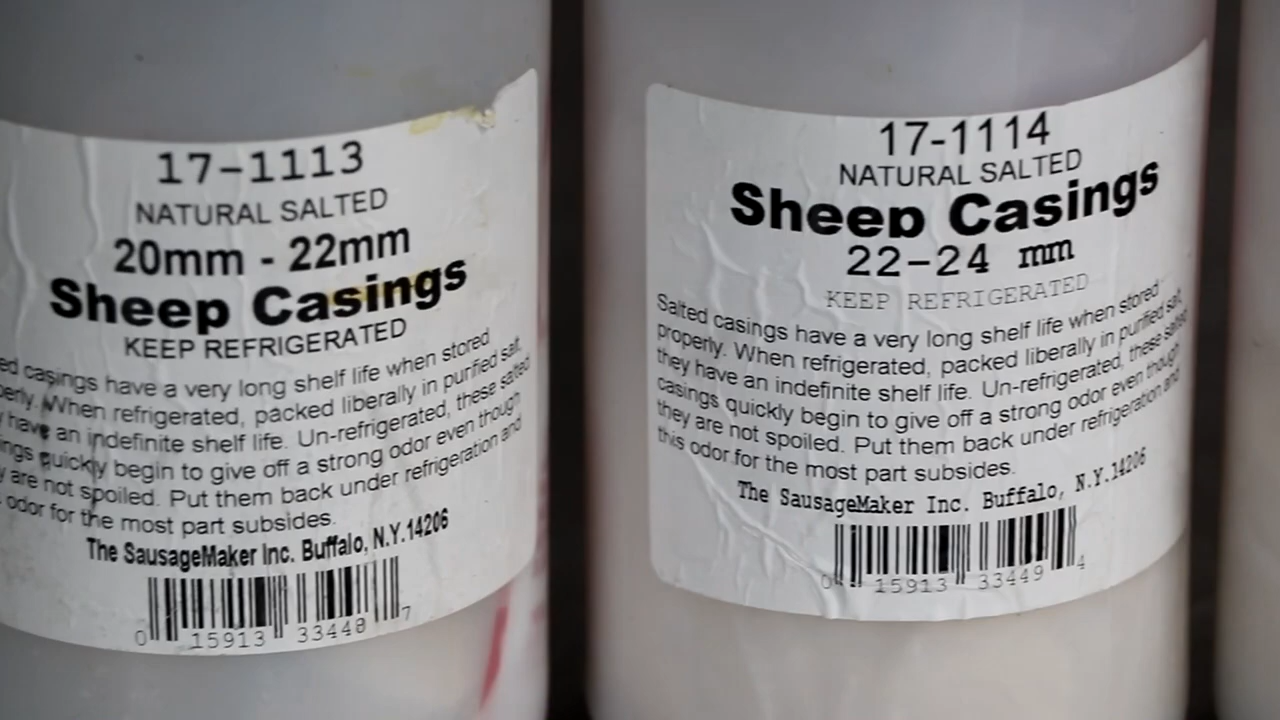 17-1113
NATURAL SALTED
20mm - 22mm
Sheep Casings
KEEP REFRIGERATED
casings have a very long shelf life when stored
When refrigerated, packed liberally in purified salt,
have an indefinite shelf life. Un-refrigerated, these salted
quickly begin to give off a strong odor even though
are not spoiled. Put them back under refrigeration and
odor for the most part subsides.
The SausageMaker Inc. Buffalo, N.Y.14206
0 15913 33448 7
17-1114
NATURAL SALTED
Sheep Casings
22-24 mm
KEEP REFRIGERATED
Salted casings have a very long shelf life when stored
properly. When refrigerated, packed liberally in purified salt,
they have an indefinite shelf life. Un-refrigerated, these salted
casings quickly begin to give off a strong odor even though
they are not spoiled. Put them back under refrigeration and
this odor for the most part subsides.
The SausageMaker Inc. Buffalo, N.Y.14206
0 15913 33449 4